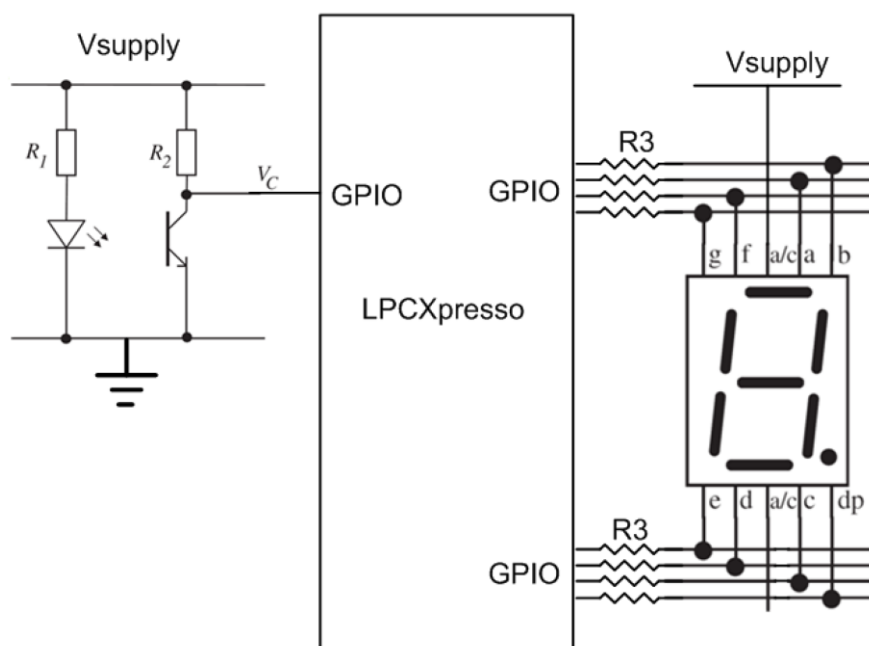 Vsupply
R1
R2
VC
GPIO
LPCXpresso
GPIO
GPIO
R3
R3
Vsupply
g f a/c a b
e d a/c c dp